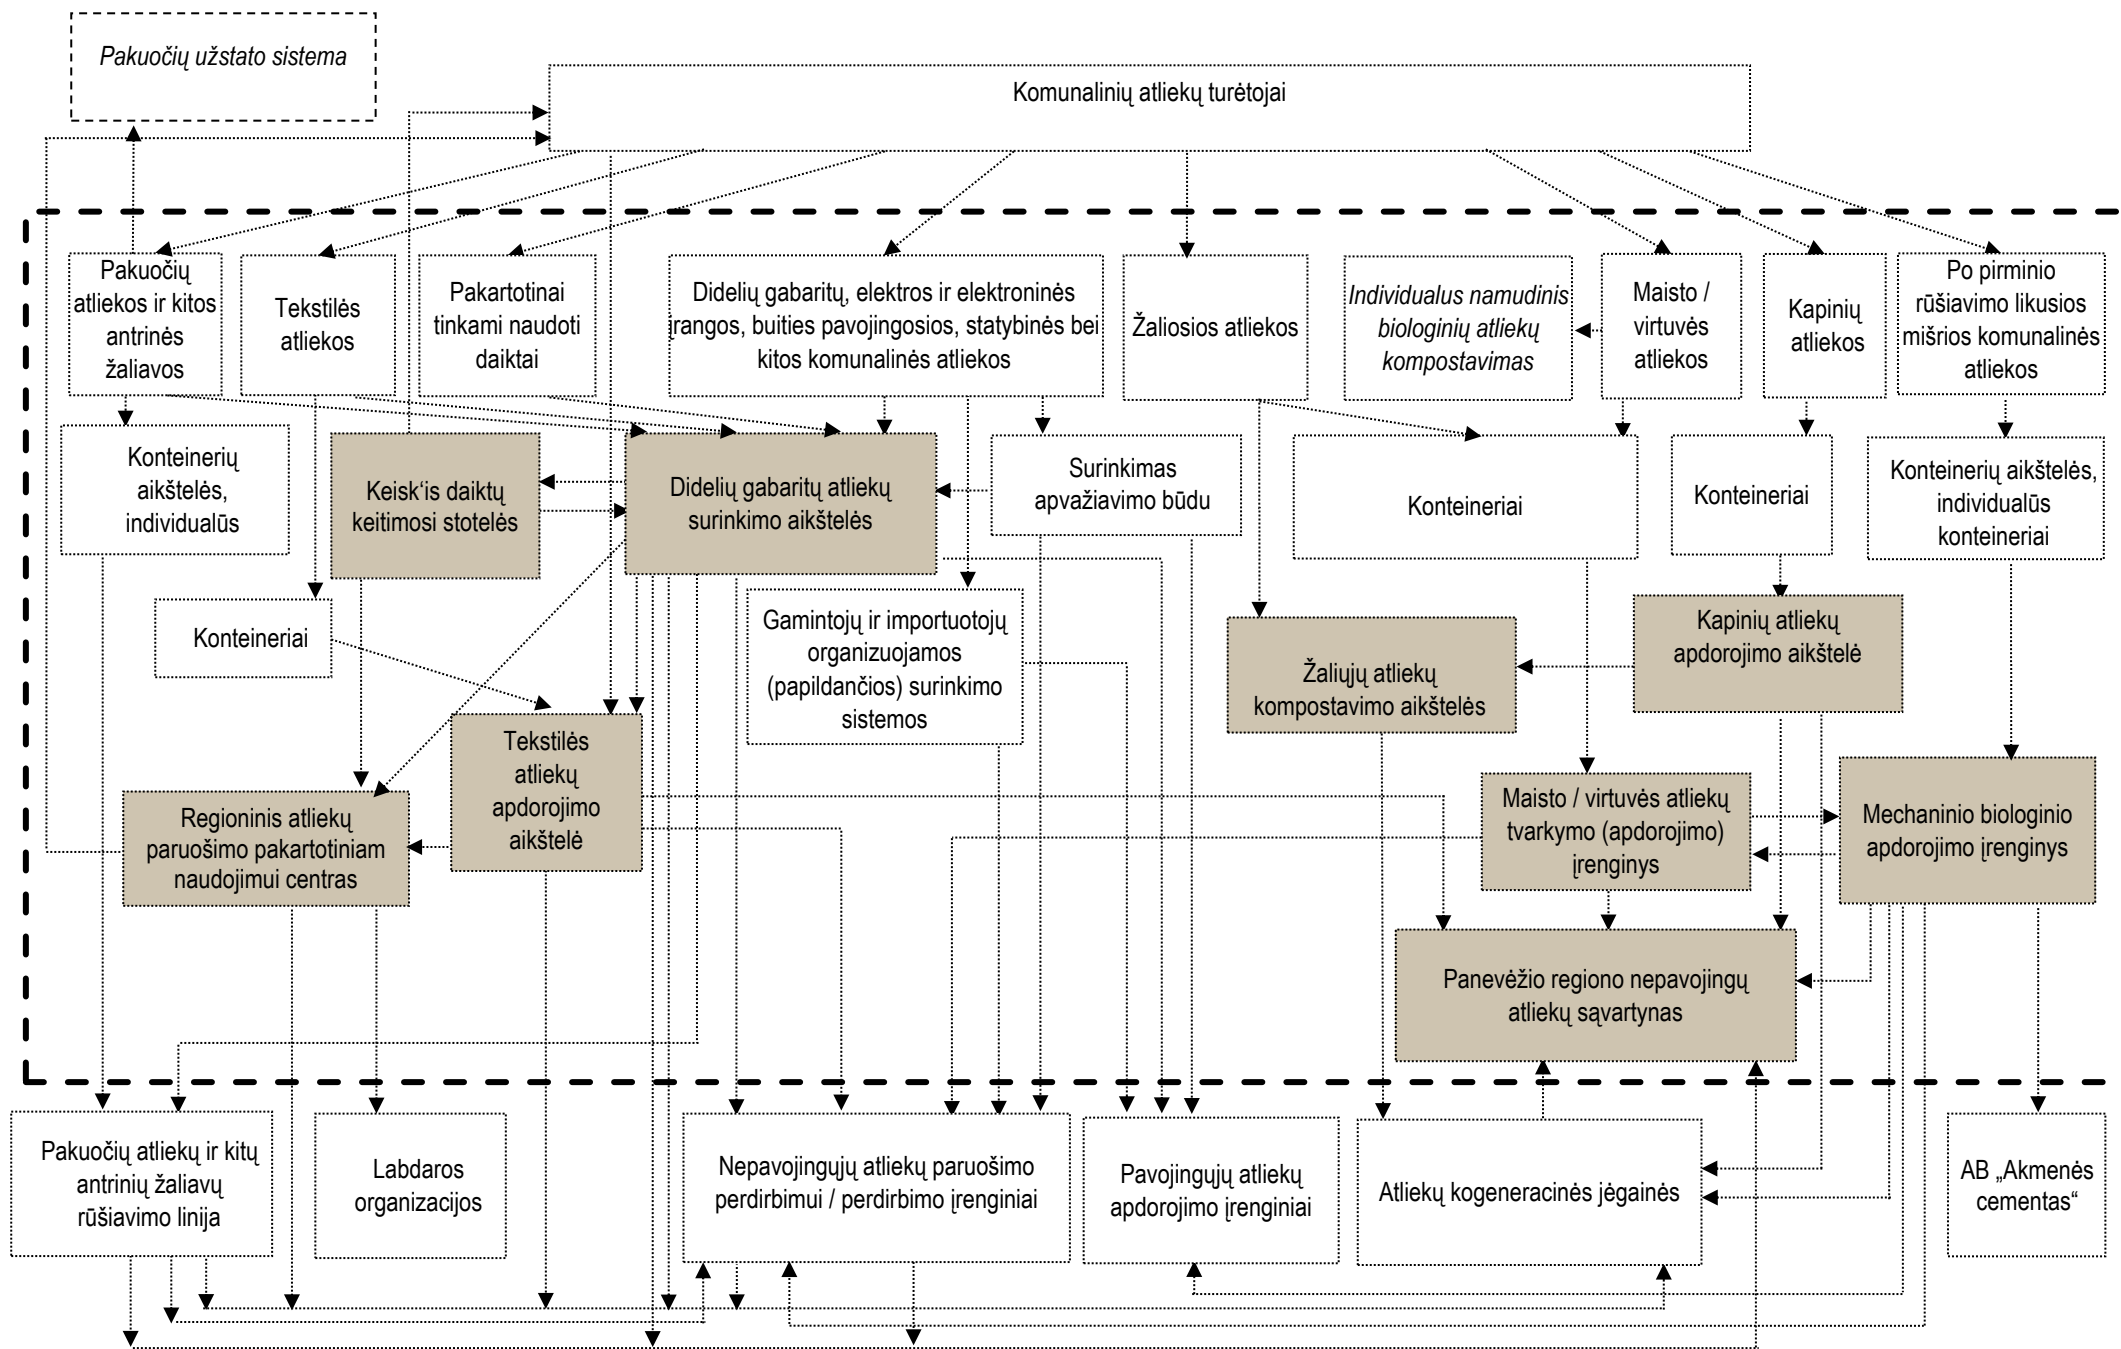 Pakuočių užstato sistema
Komunalinių atliekų turėtojai
Pakuočių
atliekos ir kitos
antrinės
žaliavos
Tekstilės
atliekos
Pakartotinai
tinkami naudoti
daiktai
Didelių gabaritų, elektros ir elektroninės
įrangos, buities pavojingosios, statybinės bei
kitos komunalinės atliekos
Žaliosios atliekos
Individualus namudinis
biologinių atliekų
kompostavimas
Maisto /
virtuvės
atliekos
Kapinių
atliekos
Po pirminio
rūšiavimo likusios
mišrios komunalinės
atliekos
Konteinerių
aikštelės,
individualūs
Keisk‘is daiktų
keitimosi stotelės
Didelių gabaritų atliekų
surinkimo aikštelės
Surinkimas
apvažiavimo būdu
Konteineriai
Konteineriai
Konteinerių aikštelės,
individualūs
konteineriai
Konteineriai
Gamintojų ir importuotojų
organizuojamos
(papildančios) surinkimo
sistemos
Žaliųjų atliekų
kompostavimo aikštelės
Kapinių atliekų
apdorojimo aikštelė
Tekstilės
atliekų
apdorojimo
aikštelė
Regioninis atliekų
paruošimo pakartotiniam
naudojimui centras
Maisto / virtuvės atliekų
tvarkymo (apdorojimo)
įrenginys
Mechaninio biologinio
apdorojimo įrenginys
Panevėžio regiono nepavojingų
atliekų sąvartynas
Pakuočių atliekų ir kitų
antrinių žaliavų
rūšiavimo linija
Labdaros
organizacijos
Nepavojingųjų atliekų paruošimo
perdirbimui / perdirbimo įrenginiai
Pavojingųjų atliekų
apdorojimo įrenginiai
Atliekų kogeneracinės jėgainės
AB „Akmenės
cementas“